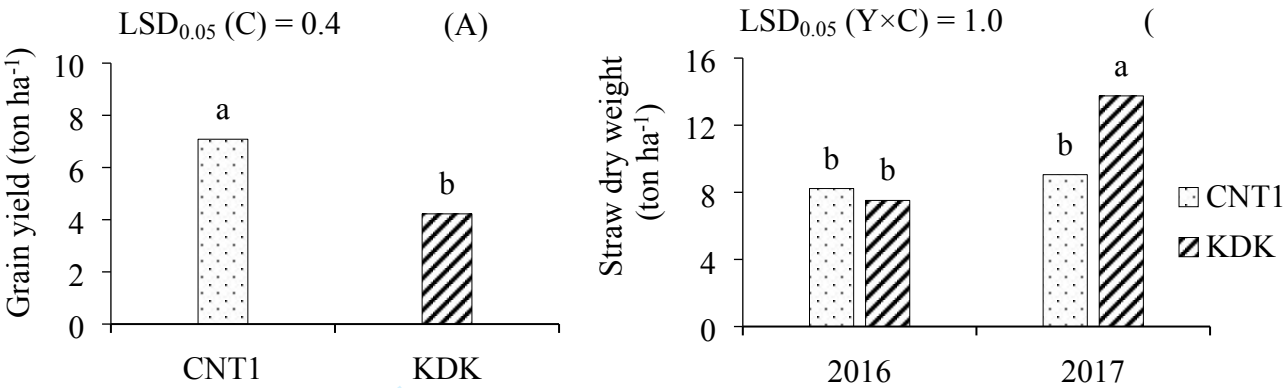 LSD₀.₀₅ (C) = 0.4 (A)
Grain yield (ton ha⁻¹)
10
8
6
4
2
0
a
b
CNT1 KDK
LSD₀.₀₅ (Y×C) = 1.0 (
Straw dry weight
(ton ha⁻¹)
16
12
8
4
0
b b
b a
2016 2017
CNT1
KDK